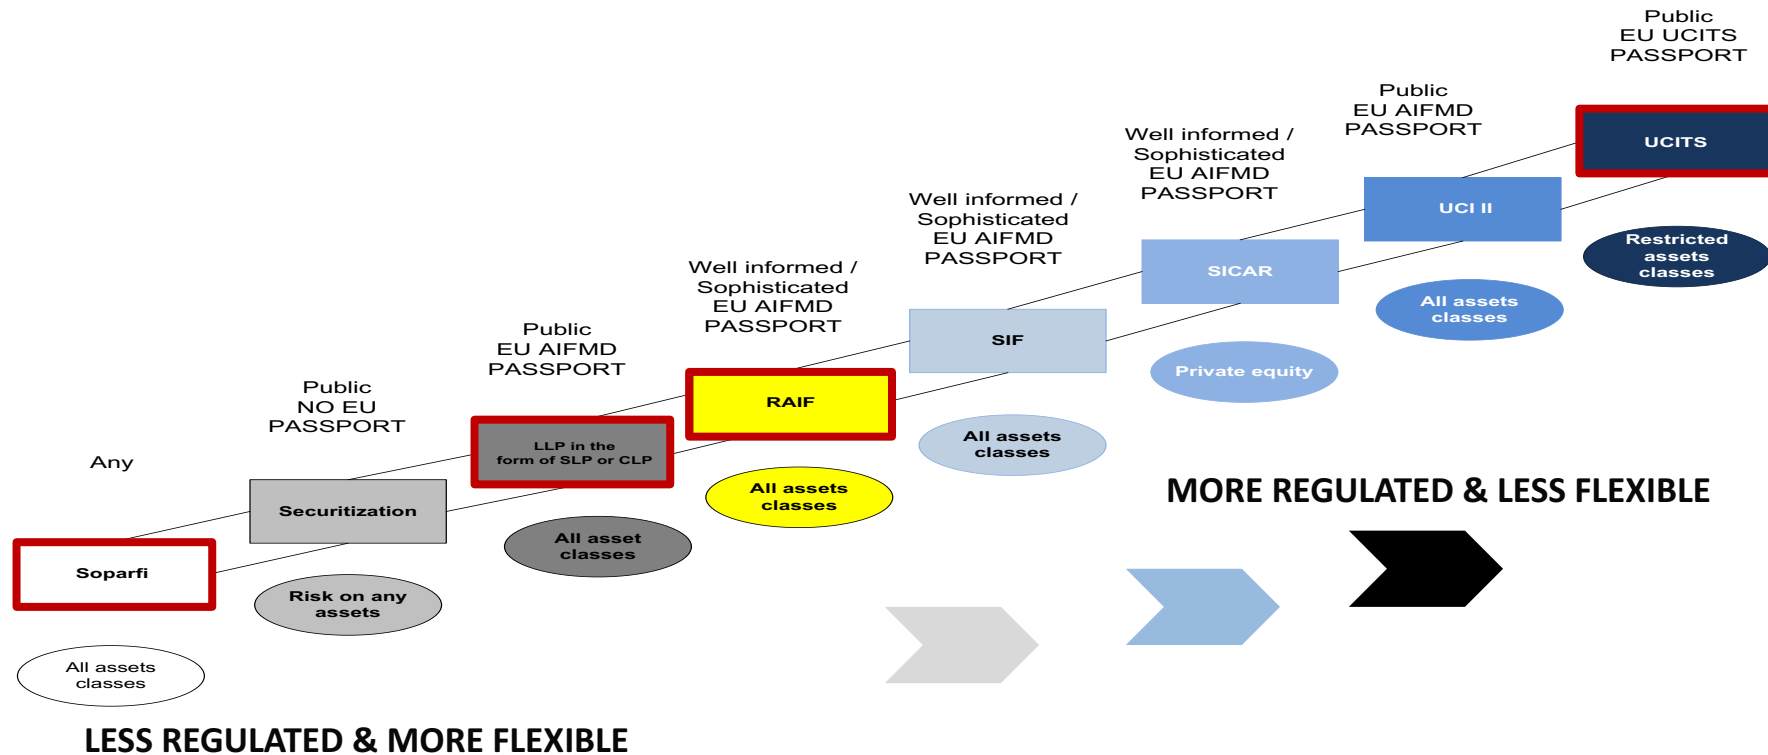 Any
Soparfi
All assets
classes
Public
NO EU
PASSPORT
Securitization
Risk on any
assets
Public
EU AIFMD
PASSPORT
LLP in the
form of SLP or CLP
All asset
classes
Well informed /
Sophisticated
EU AIFMD
PASSPORT
RAIF
All assets
classes
Well informed /
Sophisticated
EU AIFMD
PASSPORT
SIF
All assets
classes
Well informed /
Sophisticated
EU AIFMD
PASSPORT
SICAR
Private equity
Public
EU AIFMD
PASSPORT
UCI II
All assets
classes
Public
EU UCITS
PASSPORT
UCITS
Restricted
assets
classes
MORE REGULATED & LESS FLEXIBLE
LESS REGULATED & MORE FLEXIBLE